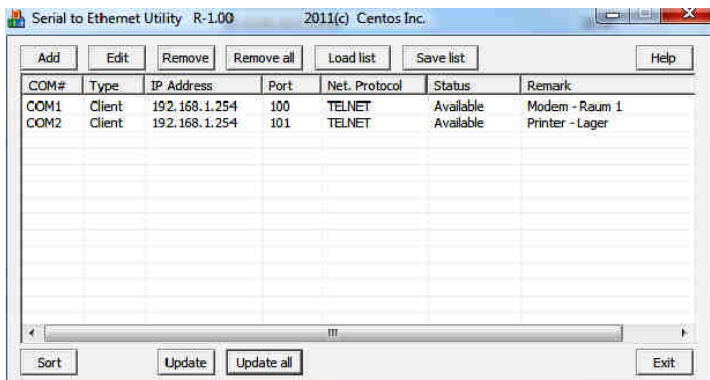 Serial to Ethernet Utility R-1.00 2011(c) Centos Inc.
Add Edit Remove Remove all Load list Save list Help
COM# Type IP Address Port Net. Protocol Status Remark
COM1 Client 192.168.1.254 100 TELNET Available Modem - Raum 1
COM2 Client 192.168.1.254 101 TELNET Available Printer - Lager
Sort Update Update all Exit